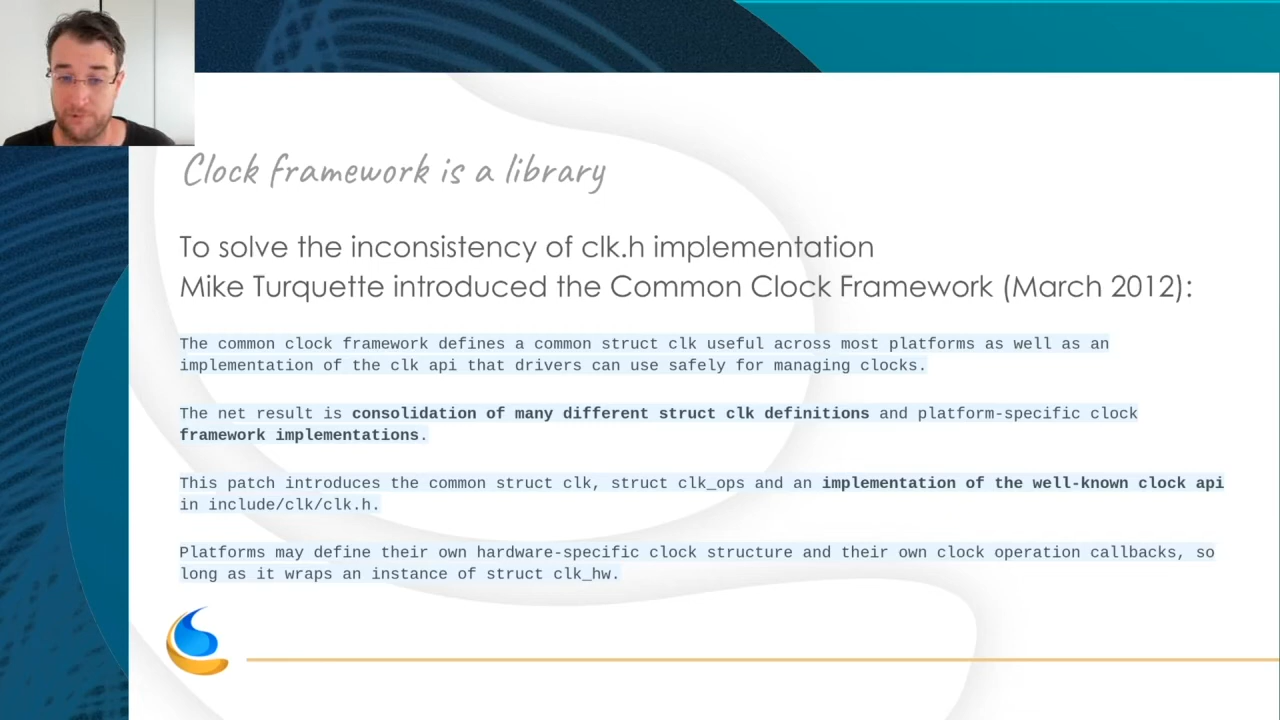 Clock framework is a library
To solve the inconsistency of clk.h implementation
Mike Turquette introduced the Common Clock Framework (March 2012):
The common clock framework defines a common struct clk useful across most platforms as well as an
implementation of the clk api that drivers can use safely for managing clocks.
The net result is consolidation of many different struct clk definitions and platform-specific clock
framework implementations.
This patch introduces the common struct clk, struct clk_ops and an implementation of the well-known clock api
in include/clk/clk.h.
Platforms may define their own hardware-specific clock structure and their own clock operation callbacks, so
long as it wraps an instance of struct clk_hw.